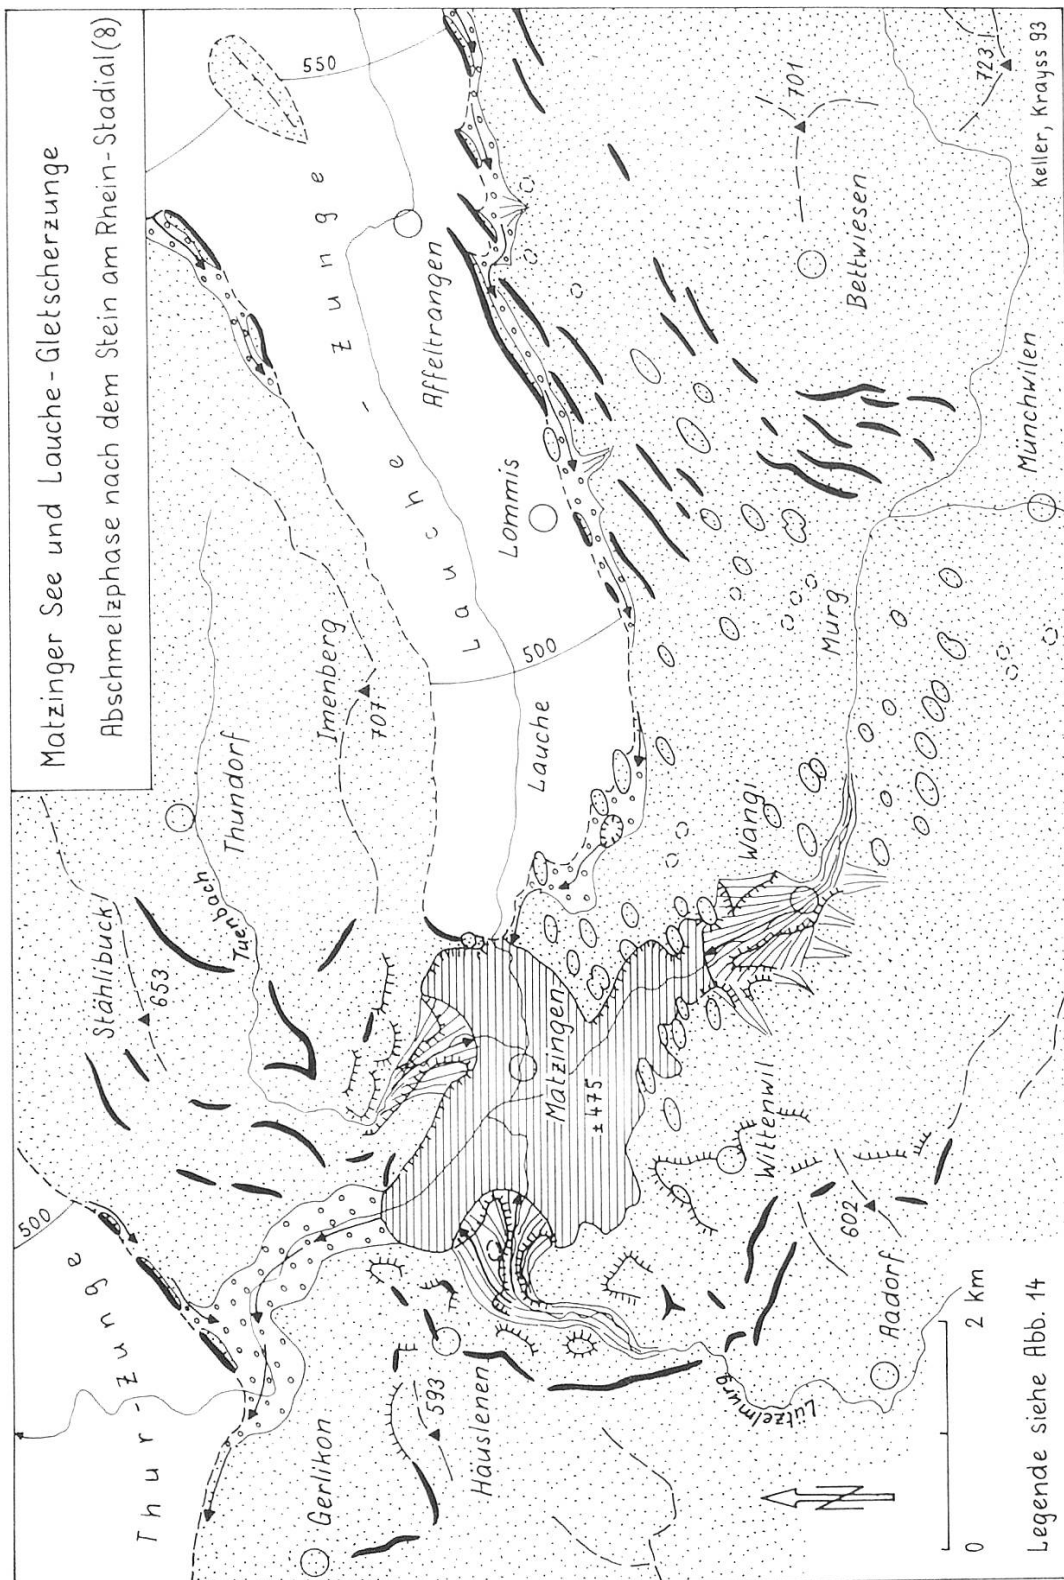 Matzinger See und Lauche-Gletscherzunge
Abschmelzphase nach dem Stein am Rhein-Stadial (8)
Thur-Zunge
500
Stählibuck
653
Thundorf
Tuenbach
550
Gerlikon
Imenberg
707
Lauche-Zunge
593
Häuslenen
Affeltrangen
Lauche
500
Lommis
Matzingen
± 475
Lützelmurg
Wittenwil
Wängi
602
Aadorf
Murg
Bettwiesen
701
Münchwilen
723
0
2 km
Legende siehe Abb. 14
Keller, Krayss 93